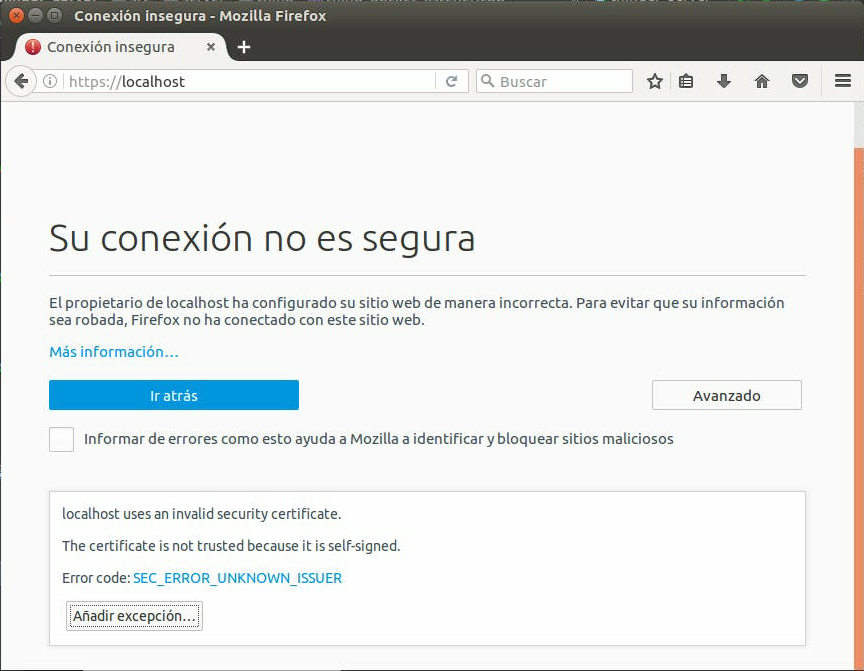 Conexión insegura - Mozilla Firefox
Conexión insegura
https://localhost
Buscar
Su conexión no es segura
El propietario de localhost ha configurado su sitio web de manera incorrecta. Para evitar que su información
sea robada, Firefox no ha conectado con este sitio web.
Más información...
Ir atrás
Avanzado
Informar de errores como esto ayuda a Mozilla a identificar y bloquear sitios maliciosos
localhost uses an invalid security certificate.
The certificate is not trusted because it is self-signed.
Error code: SEC_ERROR_UNKNOWN_ISSUER
Añadir excepción...